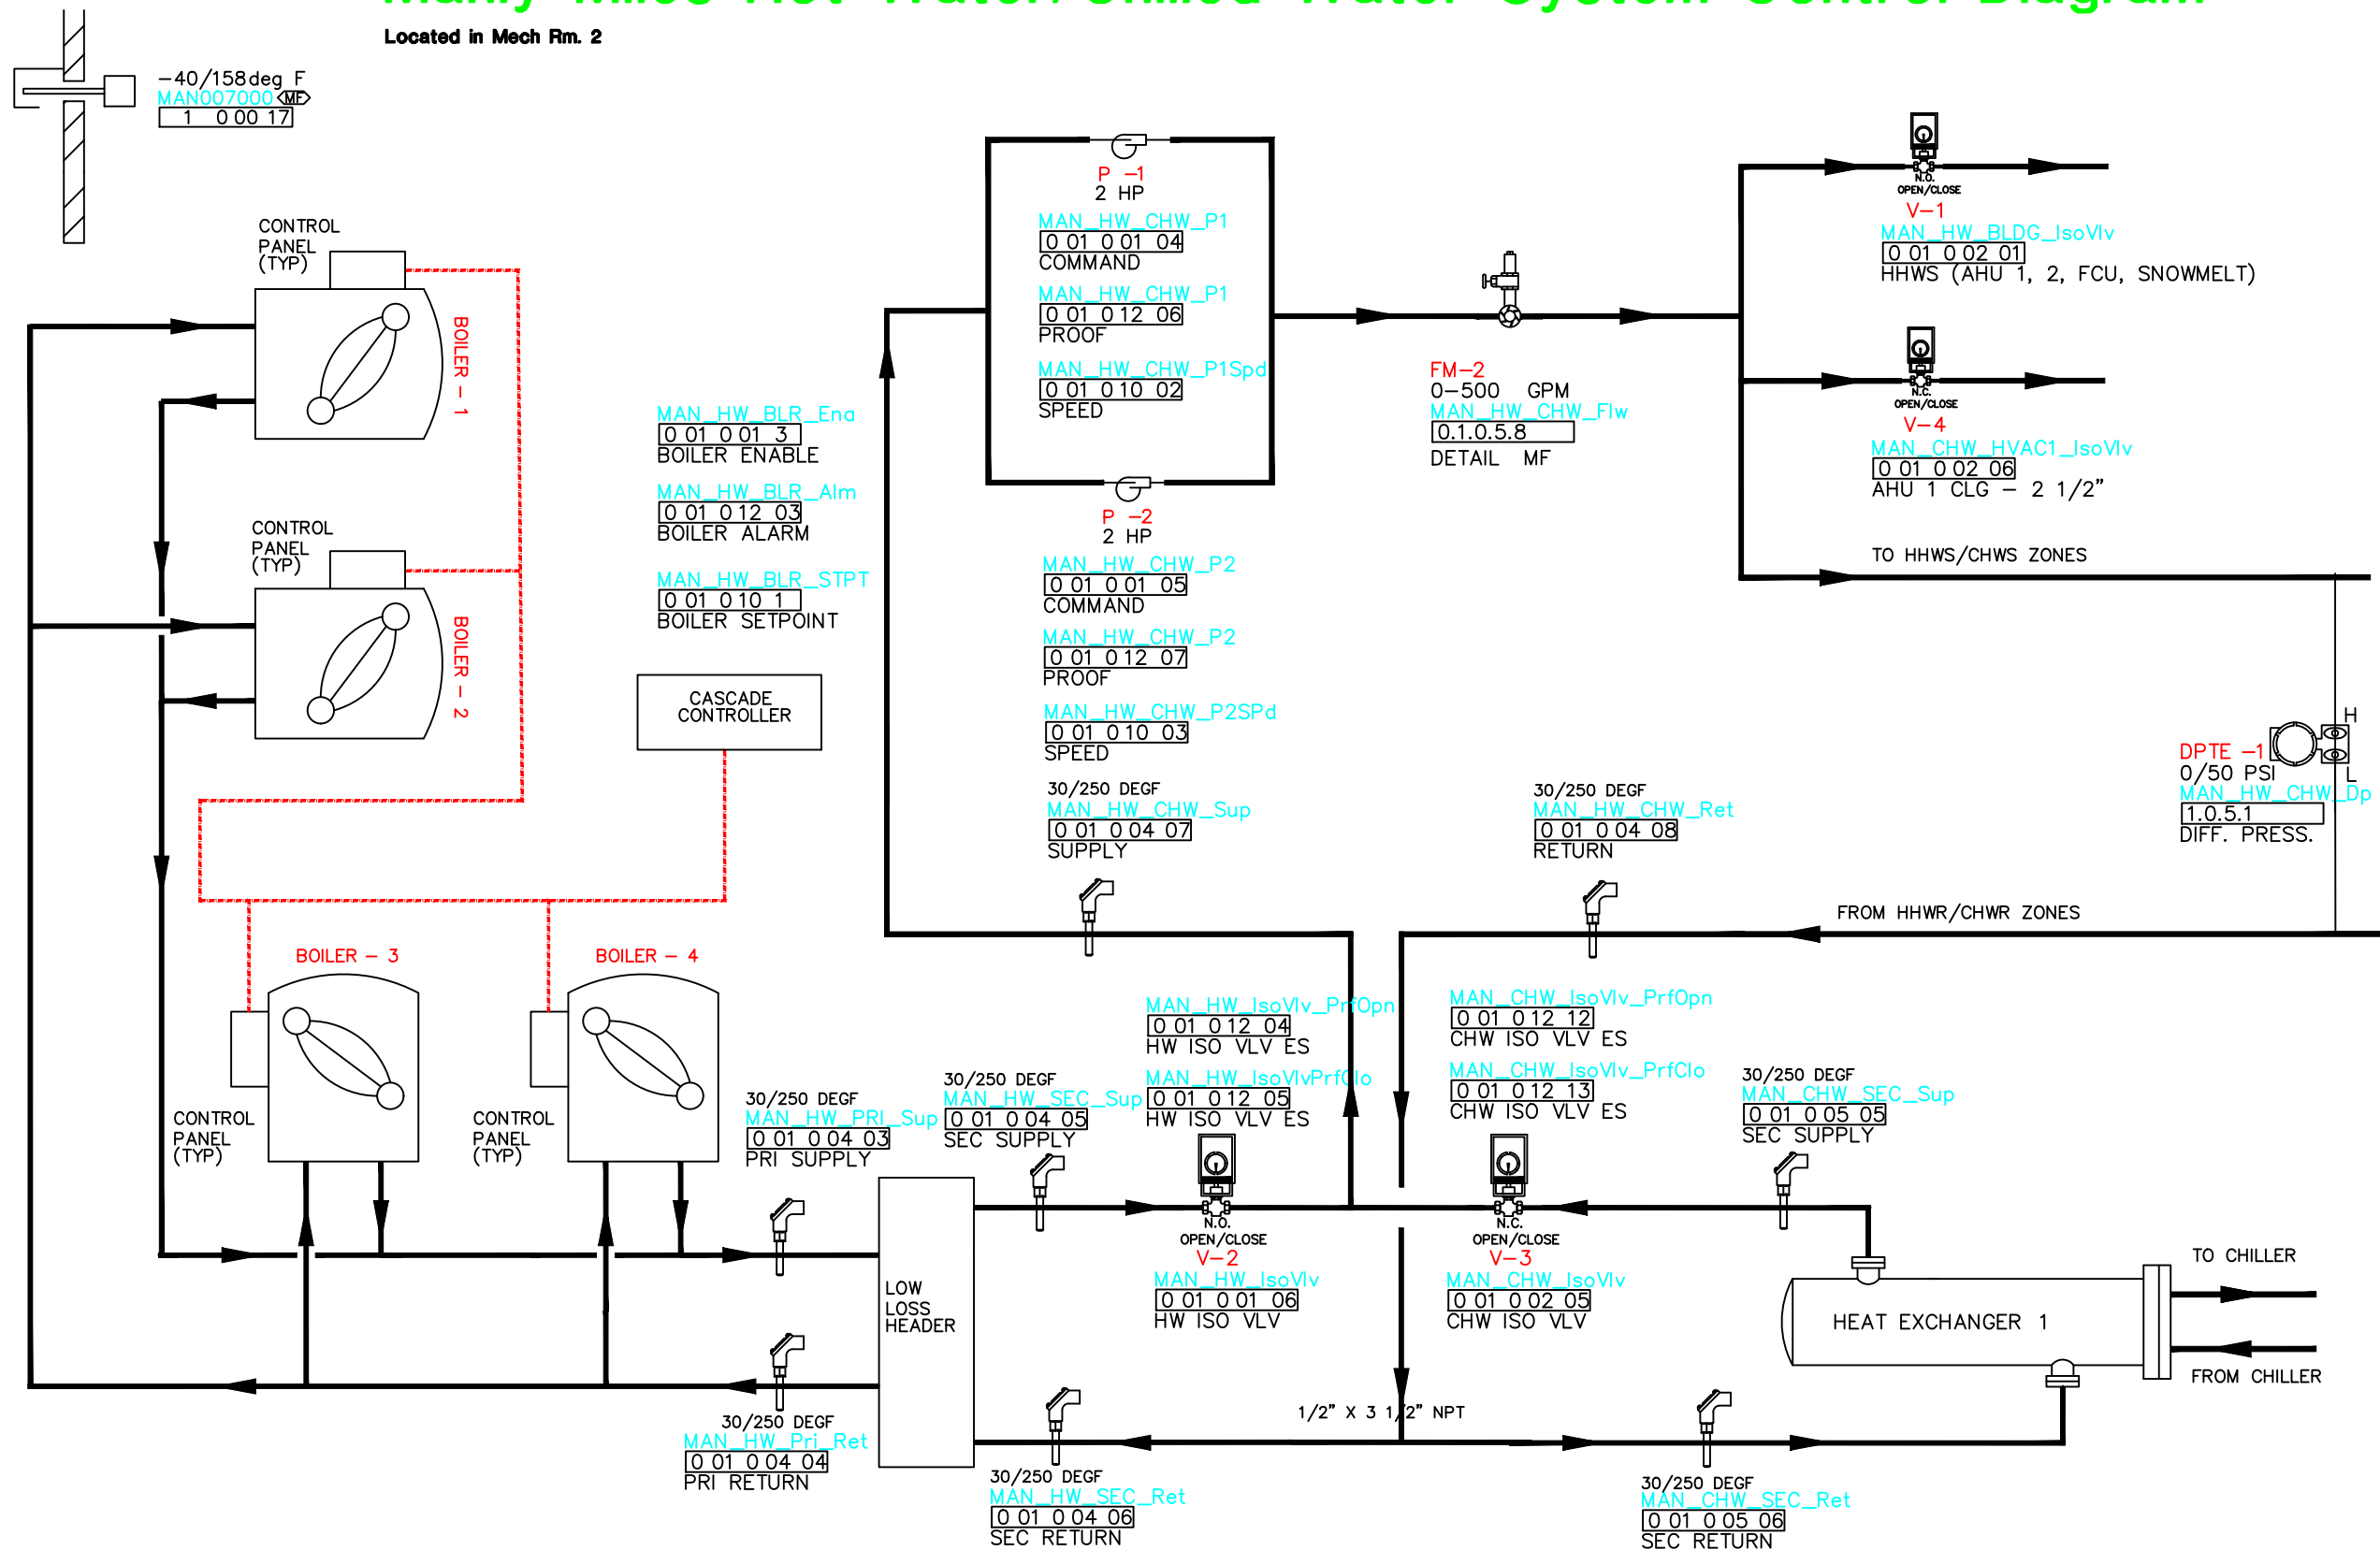 Manly Miles Hot Water/Chilled Water System Control Diagram
Located in Mech Rm. 2
-40/158deg F
MAN007000 MF
1 0 00 17
CONTROL
PANEL
(TYP)
BOILER - 1
CONTROL
PANEL
(TYP)
BOILER - 2
MAN_HW_BLR_Ena
0 01 0 01 3
BOILER ENABLE
MAN_HW_BLR_Alm
0 01 0 12 03
BOILER ALARM
MAN_HW_BLR_STPT
0 01 0 10 1
BOILER SETPOINT
CASCADE
CONTROLLER
P -1
2 HP
MAN_HW_CHW_P1
0 01 0 01 04
COMMAND
MAN_HW_CHW_P1
0 01 0 12 06
PROOF
MAN_HW_CHW_P1Spd
0 01 0 10 02
SPEED
P -2
2 HP
MAN_HW_CHW_P2
0 01 0 01 05
COMMAND
MAN_HW_CHW_P2
0 01 0 12 07
PROOF
MAN_HW_CHW_P2SPd
0 01 0 10 03
SPEED
30/250 DEGF
MAN_HW_CHW_Sup
0 01 0 04 07
SUPPLY
FM-2
0-500 GPM
MAN_HW_CHW_Flw
0.1.0.5.8
DETAIL MF
N.O.
OPEN/CLOSE
V-1
MAN_HW_BLDG_IsoVlv
0 01 0 02 01
HHWS (AHU 1, 2, FCU, SNOWMELT)
N.C.
OPEN/CLOSE
V-4
MAN_CHW_HVAC1_IsoVlv
0 01 0 02 06
AHU 1 CLG - 2 1/2"
TO HHWS/CHWS ZONES
H
L
DPTE -1
0/50 PSI
MAN_HW_CHW_Dp
1.0.5.1
DIFF. PRESS.
30/250 DEGF
MAN_HW_CHW_Ret
0 01 0 04 08
RETURN
FROM HHWR/CHWR ZONES
BOILER - 3
CONTROL
PANEL
(TYP)
BOILER - 4
CONTROL
PANEL
(TYP)
30/250 DEGF
MAN_HW_PRI_Sup
0 01 0 04 03
PRI SUPPLY
30/250 DEGF
MAN_HW_SEC_Sup
0 01 0 04 05
SEC SUPPLY
MAN_HW_IsoVlv_PrfOpn
0 01 0 12 04
HW ISO VLV ES
MAN_HW_IsoVlvPrfClo
0 01 0 12 05
HW ISO VLV ES
MAN_CHW_IsoVlv_PrfOpn
0 01 0 12 12
CHW ISO VLV ES
MAN_CHW_IsoVlv_PrfClo
0 01 0 12 13
CHW ISO VLV ES
30/250 DEGF
MAN_CHW_SEC_Sup
0 01 0 05 05
SEC SUPPLY
N.O.
OPEN/CLOSE
V-2
MAN_HW_IsoVlv
0 01 0 01 06
HW ISO VLV
N.C.
OPEN/CLOSE
V-3
MAN_CHW_IsoVlv
0 01 0 02 05
CHW ISO VLV
LOW
LOSS
HEADER
TO CHILLER
HEAT EXCHANGER 1
FROM CHILLER
1/2" X 3 1/2" NPT
30/250 DEGF
MAN_HW_Pri_Ret
0 01 0 04 04
PRI RETURN
30/250 DEGF
MAN_HW_SEC_Ret
0 01 0 04 06
SEC RETURN
30/250 DEGF
MAN_CHW_SEC_Ret
0 01 0 05 06
SEC RETURN